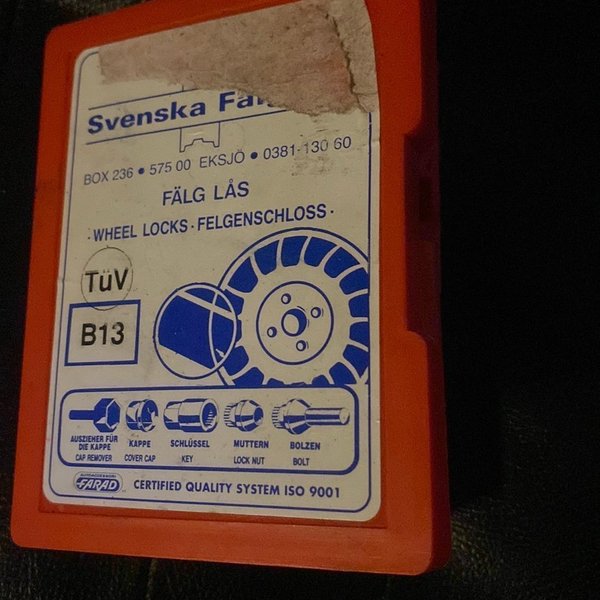 Svenska
BOX 236 • 575 00 EKSJÖ • 0381-130 60
FÄLG LÅS
· WHEEL LOCKS · FELGENSCHLOSS ·
TüV
B13
AUSZIEHER FÜR DIE KAPPE
KAPPE
SCHLÜSSEL
MUTTERN
BOLZEN
CAP REMOVER
COVER CAP
KEY
LOCK NUT
BOLT
FARAD
CERTIFIED QUALITY SYSTEM ISO 9001